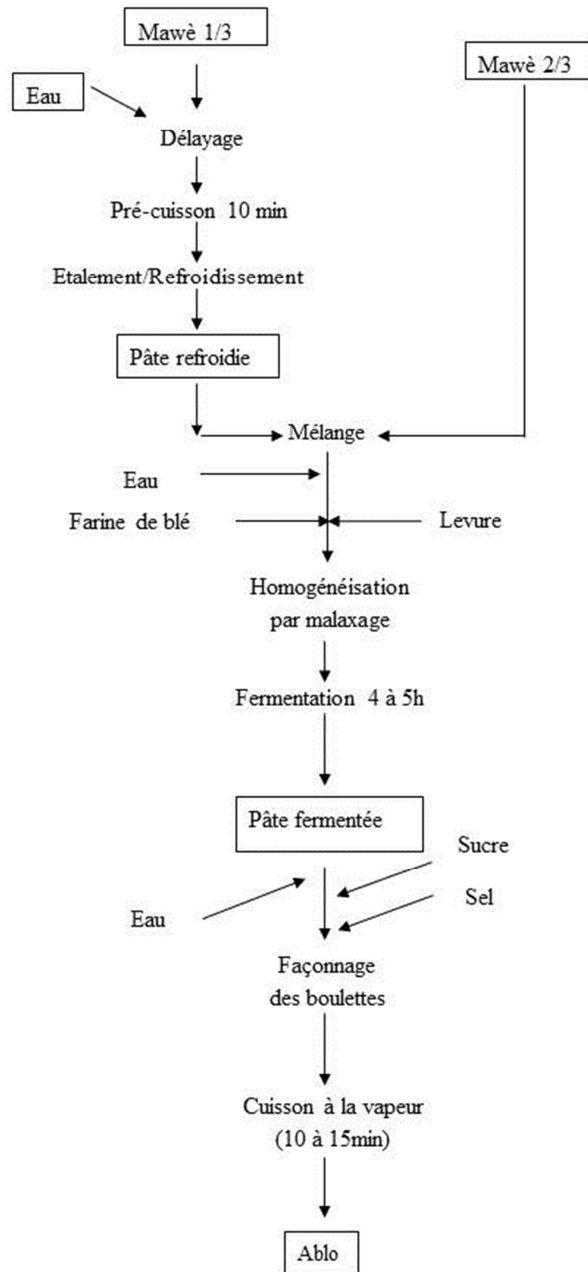 Mawè 1/3
Mawè 2/3
Eau
Délayage
Pré-cuisson 10 min
Etalement/Refroidissement
Pâte refroidie
Mélange
Eau
Farine de blé
Levure
Homogénéisation
par malaxage
Fermentation 4 à 5h
Pâte fermentée
Sucre
Eau
Sel
Façonnage
des boulettes
Cuisson à la vapeur
(10 à 15min)
Ablo